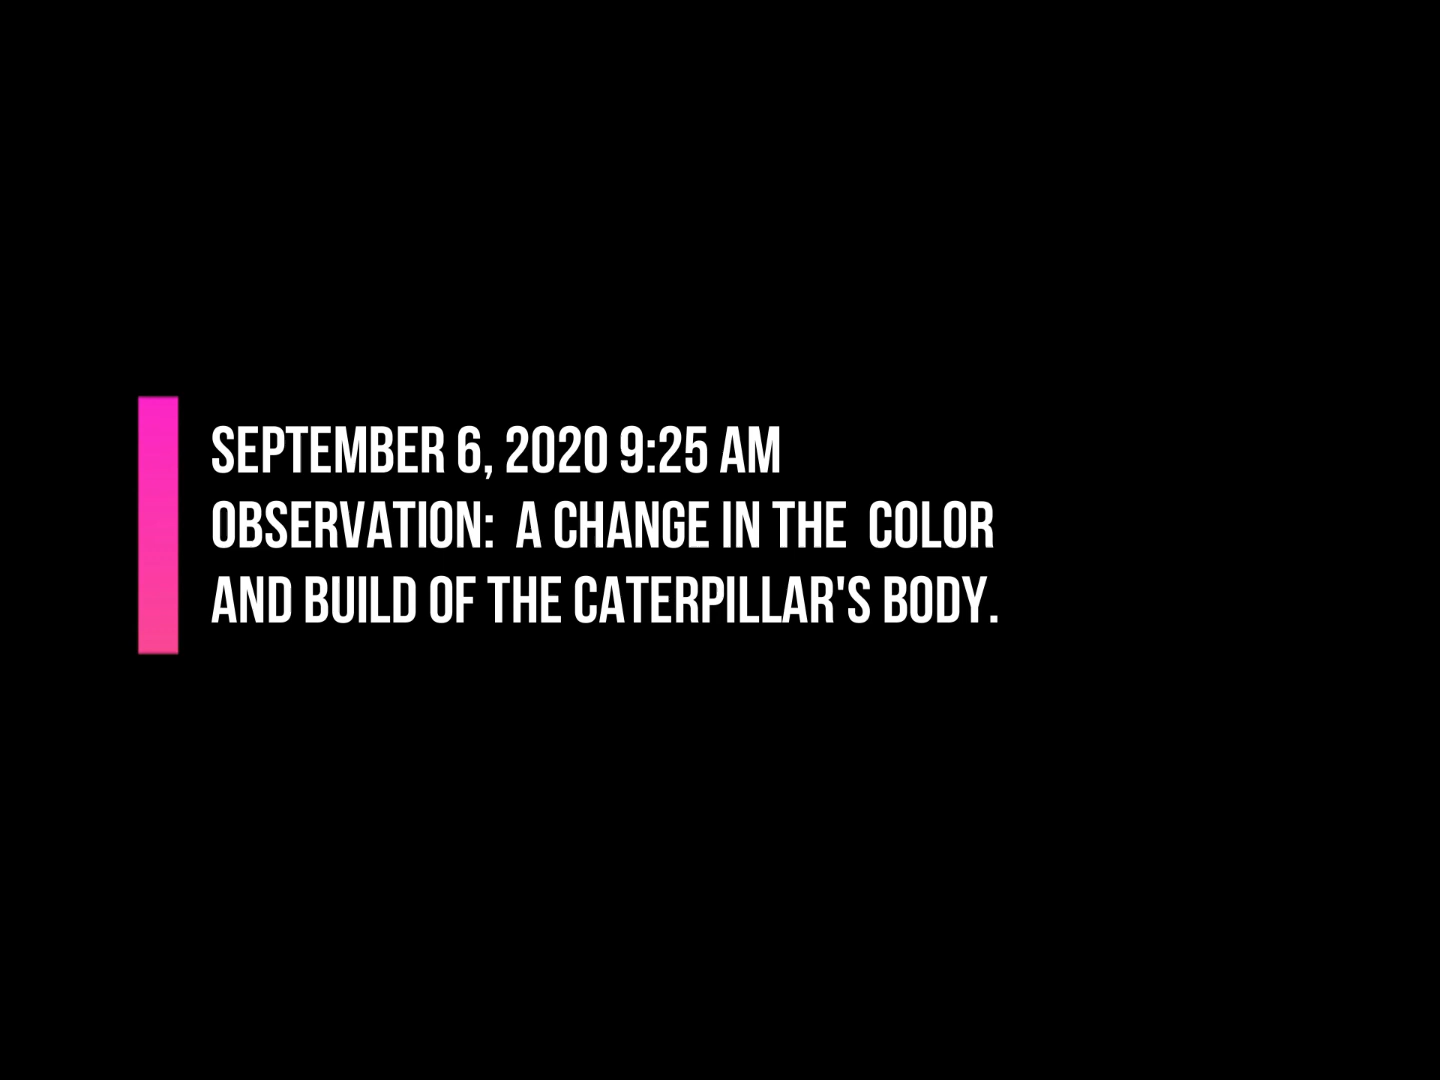 SEPTEMBER 6, 2020 9:25 AM
OBSERVATION:  A CHANGE IN THE  COLOR
AND BUILD OF THE CATERPILLAR'S BODY.